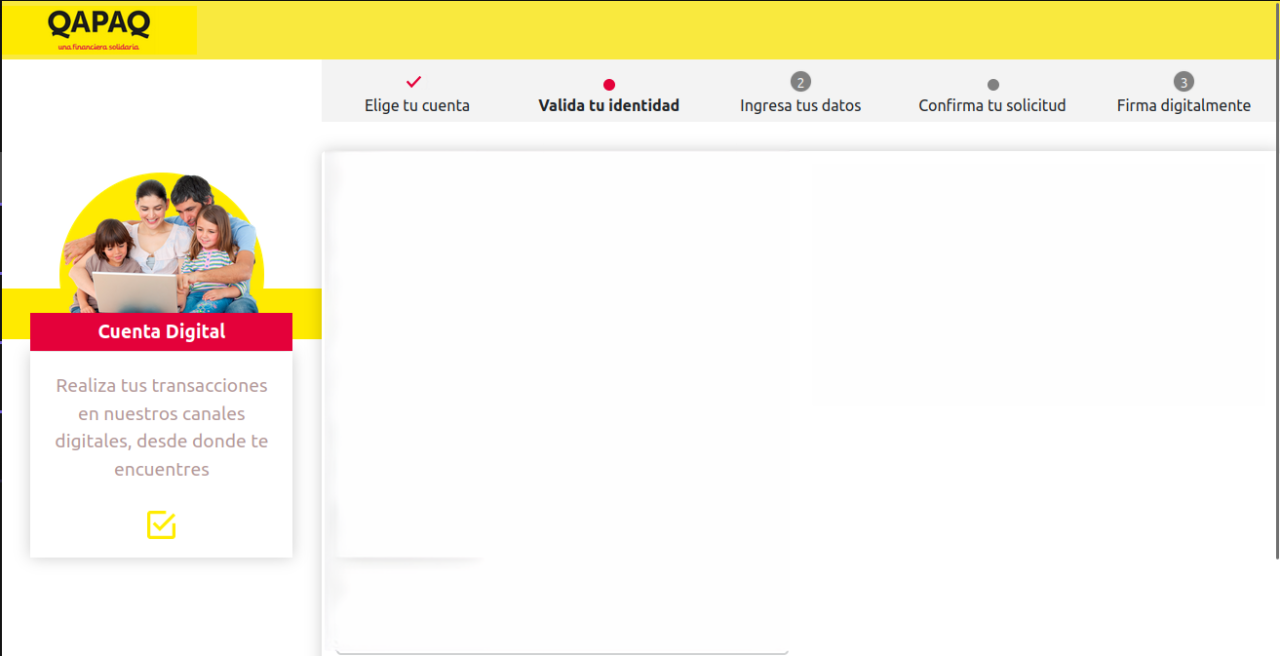 QAPAQ
una financiera solidaria
Elige tu cuenta
Valida tu identidad
2
Ingresa tus datos
Confirma tu solicitud
3
Firma digitalmente
Cuenta Digital
Realiza tus transacciones
en nuestros canales
digitales, desde donde te
encuentres